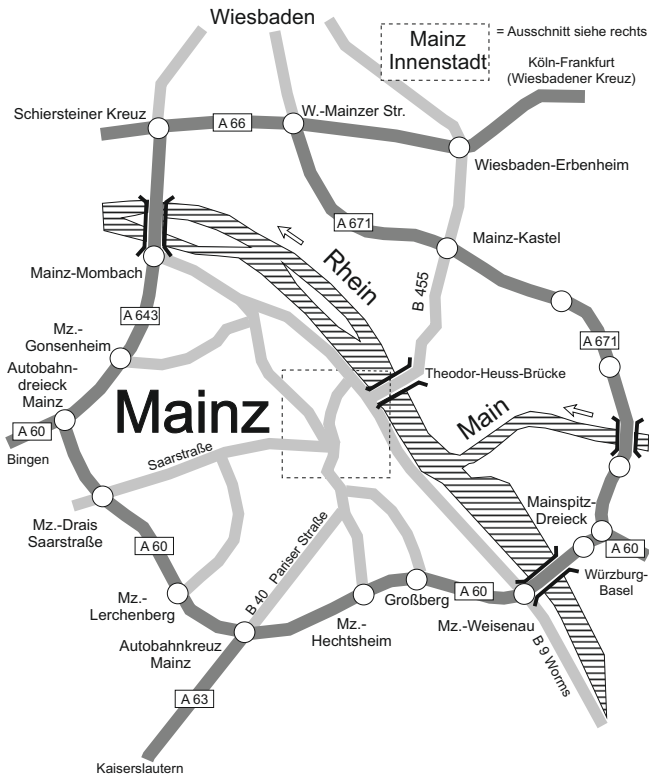 Wiesbaden
Mainz
Innenstadt
= Ausschnitt siehe rechts
Köln-Frankfurt
(Wiesbadener Kreuz)
Schiersteiner Kreuz
A 66
W.-Mainzer Str.
Wiesbaden-Erbenheim
A 671
Mainz-Kastel
Rhein
B 455
Mainz-Mombach
A 643
Mz.-
Gonsenheim
A 671
Autobahn-
dreieck
Mainz
Theodor-Heuss-Brücke
Mainz
Main
A 60
Bingen
Saarstraße
Mz.-Drais
Saarstraße
Mainspitz-
Dreieck
A 60
A 60
Würzburg-
Basel
B 40 Pariser Straße
Mz.-
Lerchenberg
Großberg
A 60
Mz.-Weisenau
Mz.-
Hechtsheim
Autobahnkreuz
Mainz
B 9 Worms
A 63
Kaiserslautern